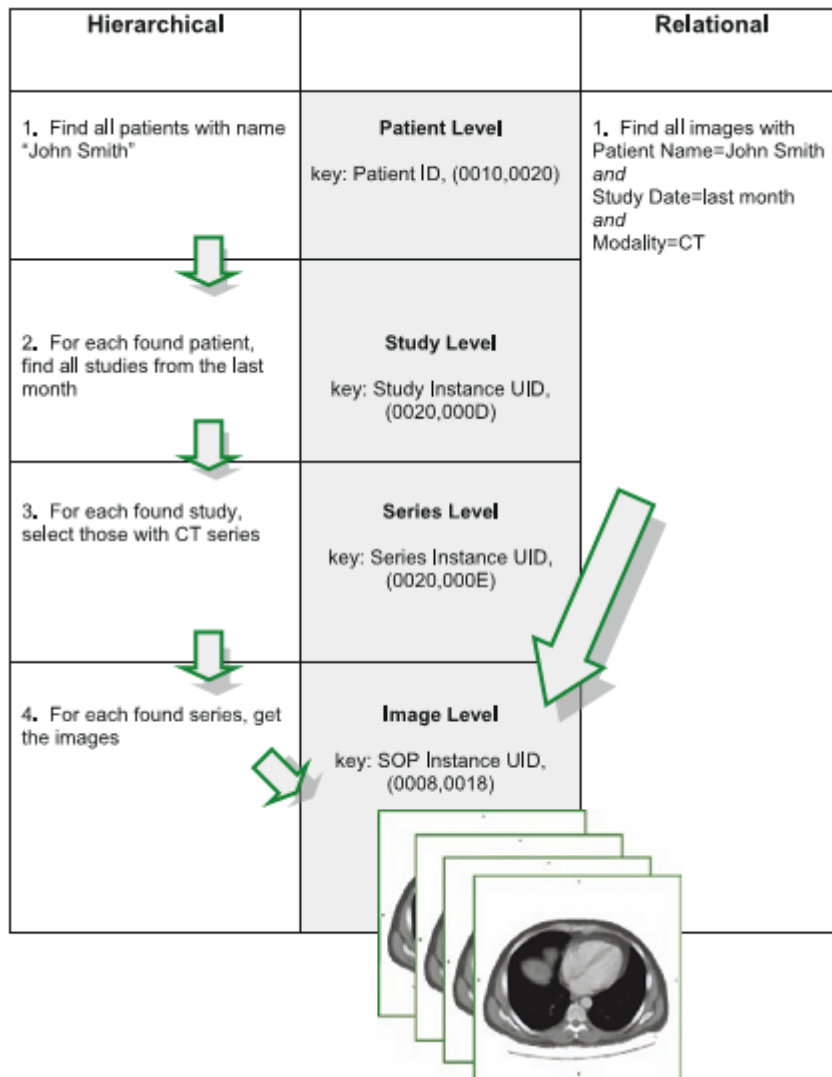 Hierarchical
Relational
1. Find all patients with name
“John Smith”
Patient Level
key: Patient ID, (0010,0020)
1. Find all images with
Patient Name=John Smith
and
Study Date=last month
and
Modality=CT
2. For each found patient,
find all studies from the last
month
Study Level
key: Study Instance UID,
(0020,000D)
3. For each found study,
select those with CT series
Series Level
key: Series Instance UID,
(0020,000E)
4. For each found series, get
the images
Image Level
key: SOP Instance UID,
(0008,0018)